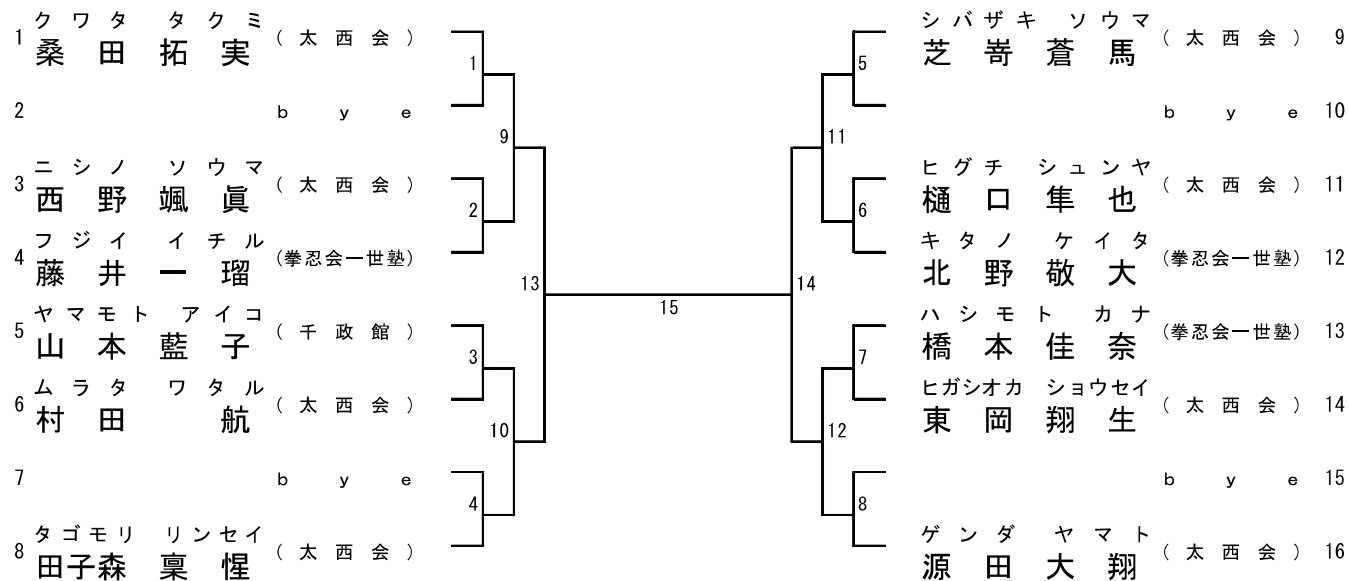 クワタ タクミ
1 桑田 拓実 (太西会)
2 bye
ニシノ ソウマ
3 西野 颯眞 (太西会)
フジイ イチル
4 藤井 一瑠 (拳忍会一世塾)
ヤマモト アイコ
5 山本 藍子 (千政館)
ムラタ ワタル
6 村田 航 (太西会)
7 bye
タゴモリ リンセイ
8 田子森 稟惺 (太西会)
1
2
3
4
9
10
13
15
14
11
12
5
6
7
8
シバザキ ソウマ
芝嵜 蒼馬 (太西会) 9
bye 10
ヒグチ シュンヤ
樋口 隼也 (太西会) 11
キタノ ケイタ
北野 敬大 (拳忍会一世塾) 12
ハシモト カナ
橋本 佳奈 (拳忍会一世塾) 13
ヒガシオカ ショウセイ
東岡 翔生 (太西会) 14
bye 15
ゲンダ ヤマト
源田 大翔 (太西会) 16